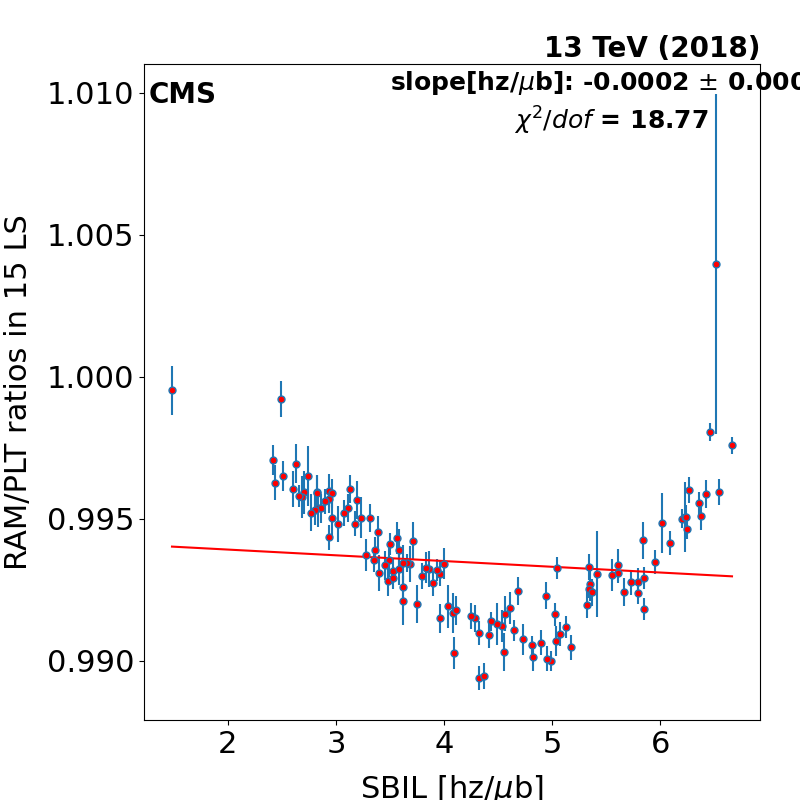 13 TeV (2018)
CMS
slope[hz/μb]: -0.0002 ± 0.000
χ²/dof = 18.77
RAM/PLT ratios in 15 LS
1.010
1.005
1.000
0.995
0.990
2 3 4 5 6
SBIL [hz/μb]